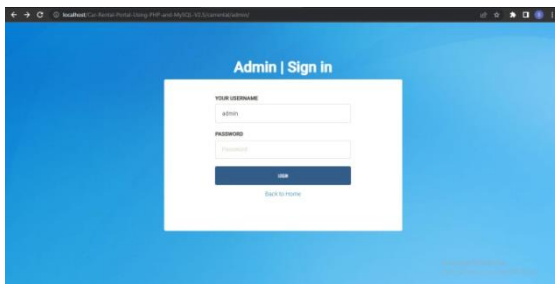 localhost/Car-Rental-Portal-Using-PHP-and-MySQL-V2.5/carrental/admin/
Admin | Sign in
YOUR USERNAME
admin
PASSWORD
Password
LOGIN
Back to Home